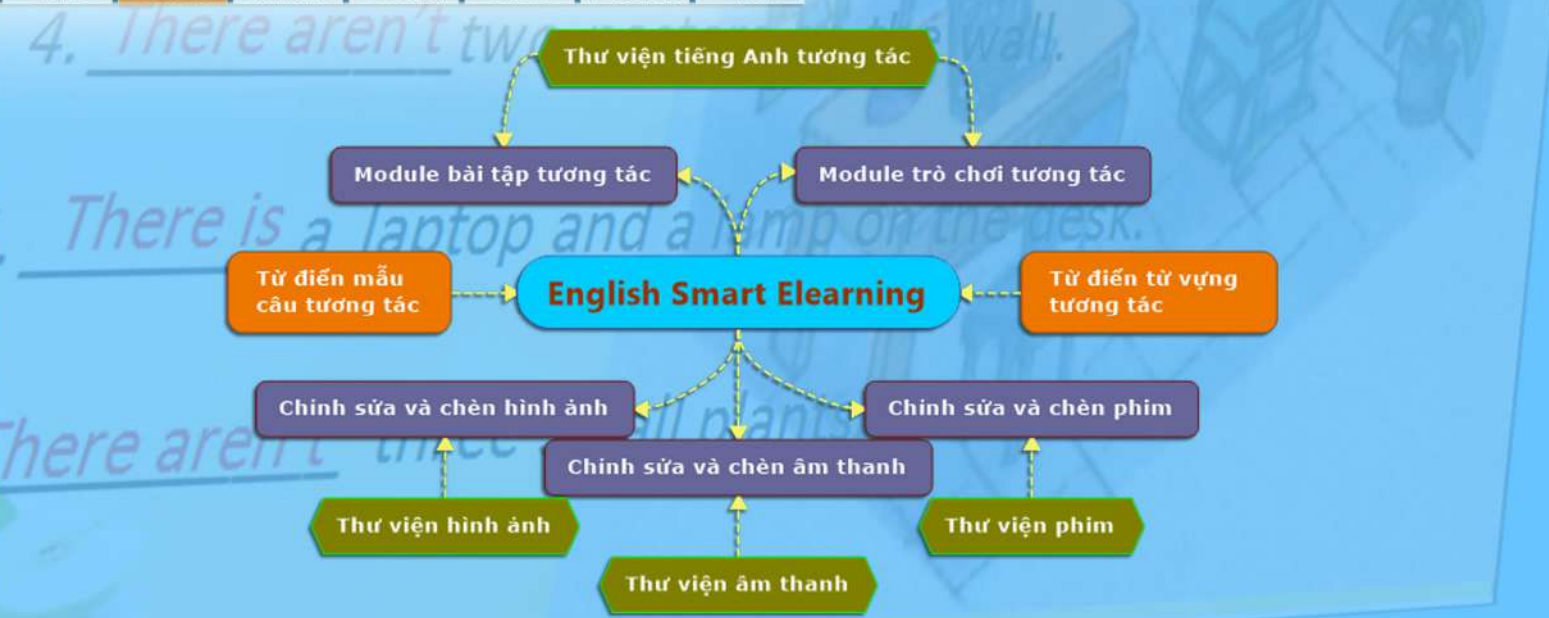 4. There aren't two
wall.
Thư viện tiếng Anh tương tác
Module bài tập tương tác
Module trò chơi tương tác
There is a laptop and a lamp on the desk.
Từ điển mẫu
câu tương tác
English Smart Elearning
Từ điển từ vựng
tương tác
Chỉnh sửa và chèn hình ảnh
Chỉnh sửa và chèn phim
There aren't
plants
Chỉnh sửa và chèn âm thanh
Thư viện hình ảnh
Thư viện phim
Thư viện âm thanh